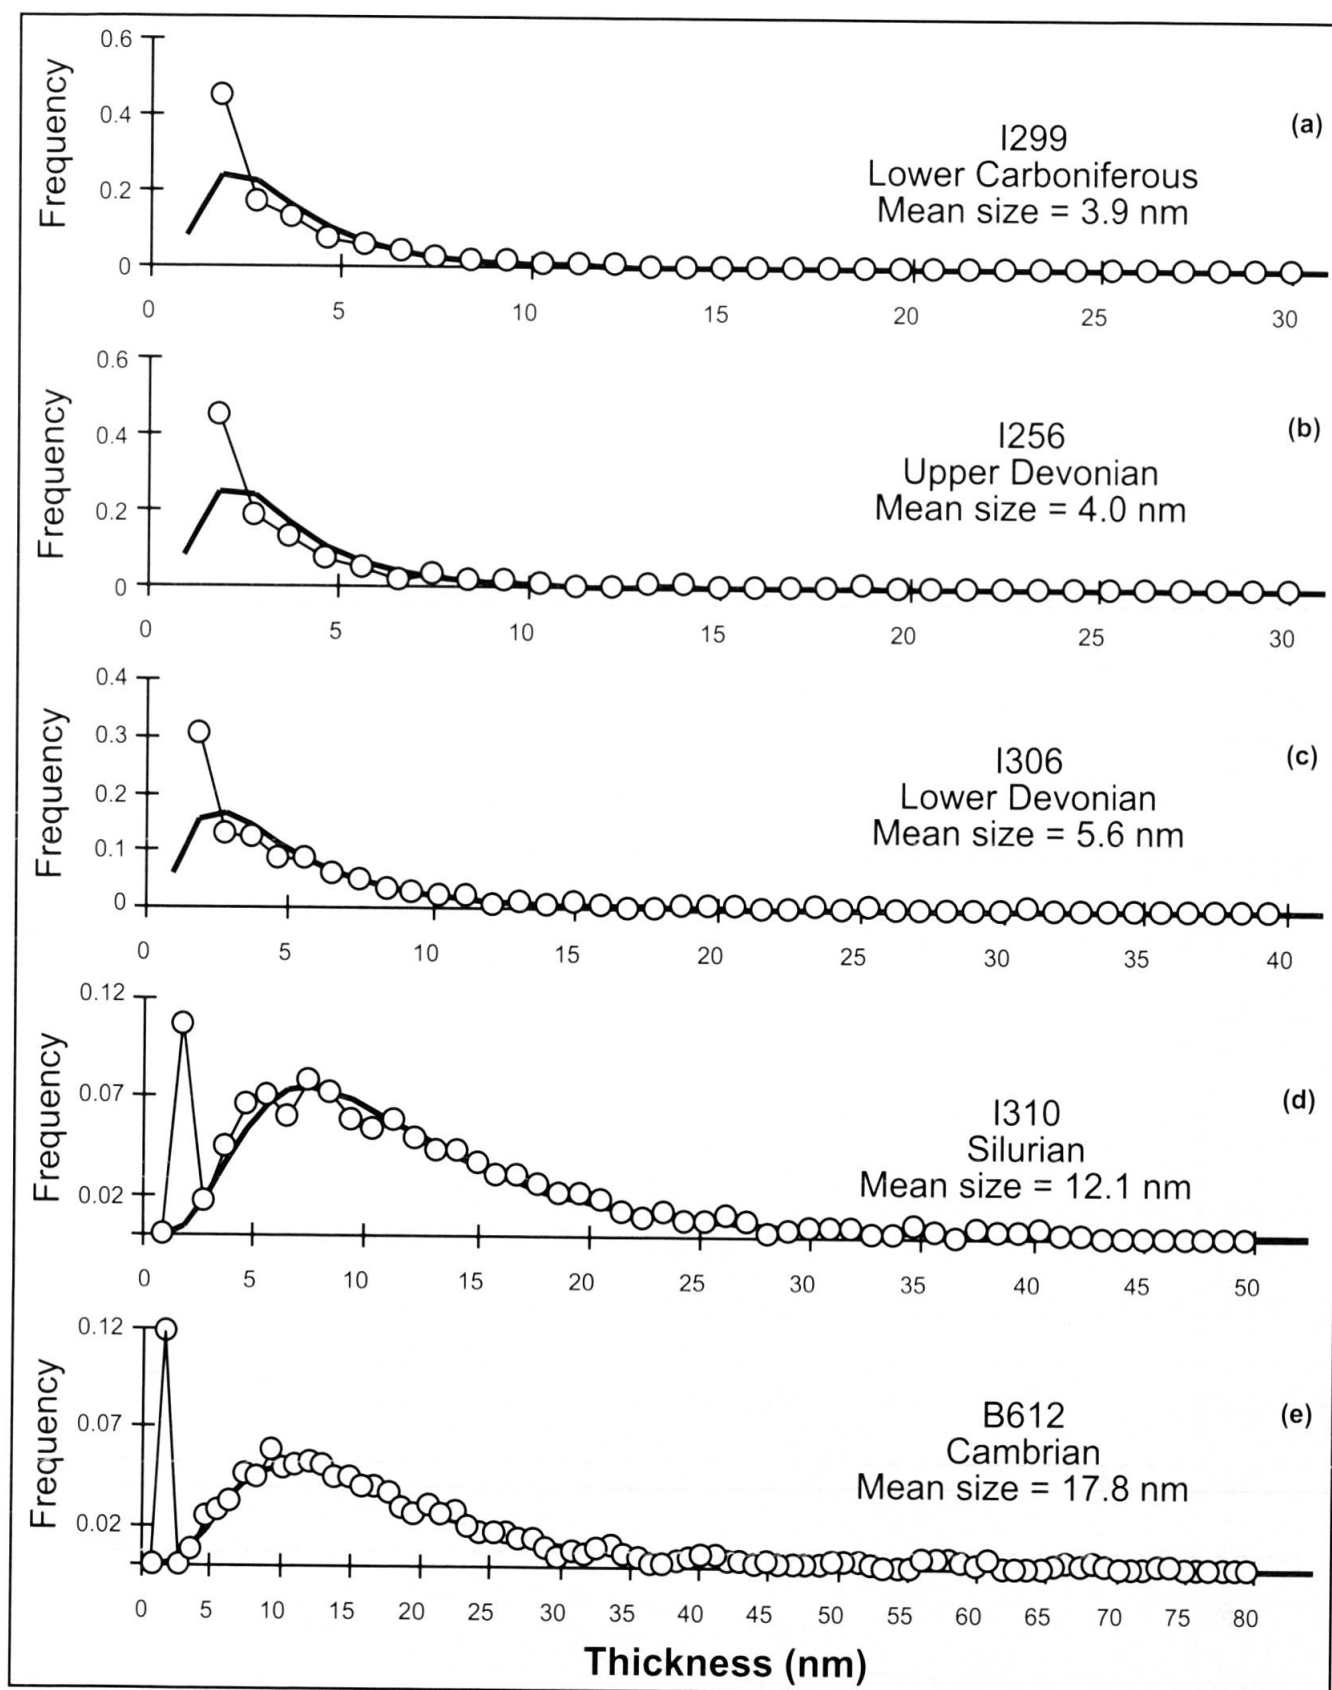 Frequency
0.6
0.4
0.2
0
0 5 10 15 20 25 30
I299
Lower Carboniferous
Mean size = 3.9 nm
(a)
Frequency
0.6
0.4
0.2
0
0 5 10 15 20 25 30
I256
Upper Devonian
Mean size = 4.0 nm
(b)
Frequency
0.4
0.3
0.2
0.1
0
0 5 10 15 20 25 30 35 40
I306
Lower Devonian
Mean size = 5.6 nm
(c)
Frequency
0.12
0.07
0.02
0 5 10 15 20 25 30 35 40 45 50
I310
Silurian
Mean size = 12.1 nm
(d)
Frequency
0.12
0.07
0.02
0 5 10 15 20 25 30 35 40 45 50 55 60 65 70 75 80
B612
Cambrian
Mean size = 17.8 nm
(e)
Thickness (nm)